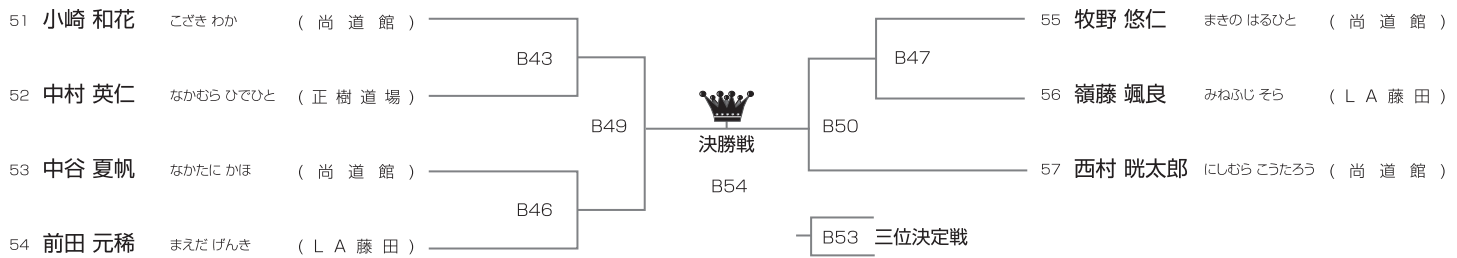 51 小崎 和花 こざき わか (尚道館)
B43
52 中村 英仁 なかむら ひでひと (正樹道場)
B49
53 中谷 夏帆 なかたに かほ (尚道館)
B46
54 前田 元稀 まえだ げんき (LA藤田)
決勝戦
B54
55 牧野 悠仁 まきの はるひと (尚道館)
B47
56 嶺藤 颯良 みねふじ そら (LA藤田)
B50
57 西村 晄太郎 にしむら こうたろう (尚道館)
B53 三位決定戦